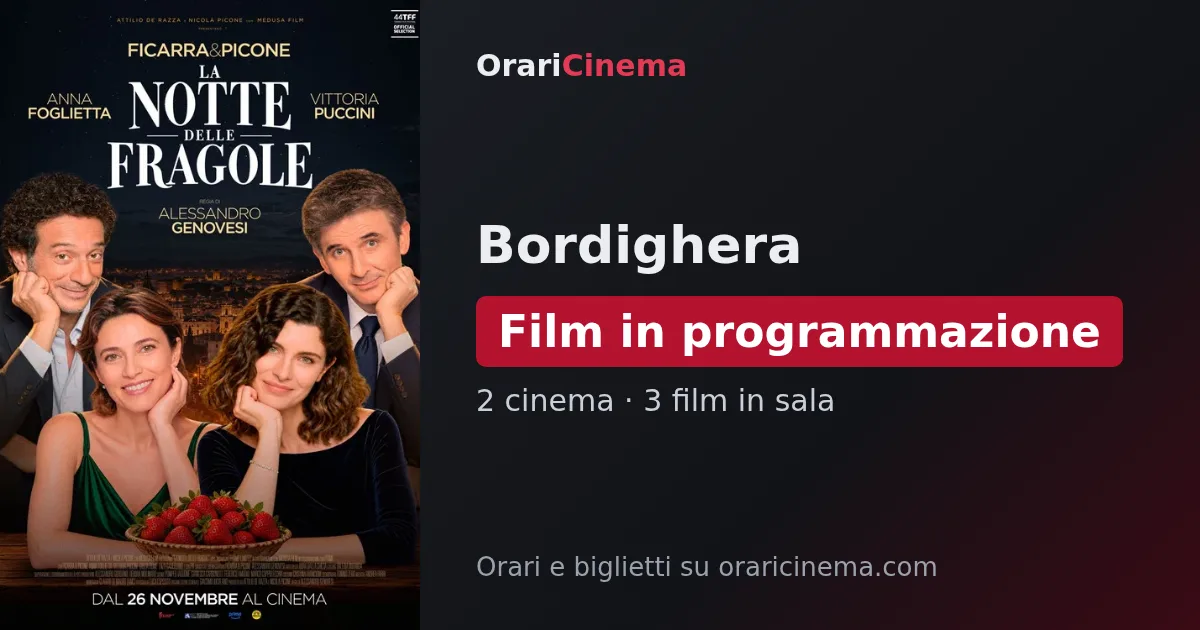 ATTILIO DE RAZZA E NICOLA PICONE CON MEDUSA FILM
44TFF
OFFICIAL
SELECTION
FICARRA&PICONE
LA
NOTTE
DELLE
FRAGOLE
ANNA
FOGLIETTA
VITTORIA
PUCCINI
REGIA DI
ALESSANDRO
GENOVESI
DAL 26 NOVEMBRE AL CINEMA
OrariCinema
Bordighera
Film in programmazione
2 cinema · 3 film in sala
Orari e biglietti su oraricinema.com